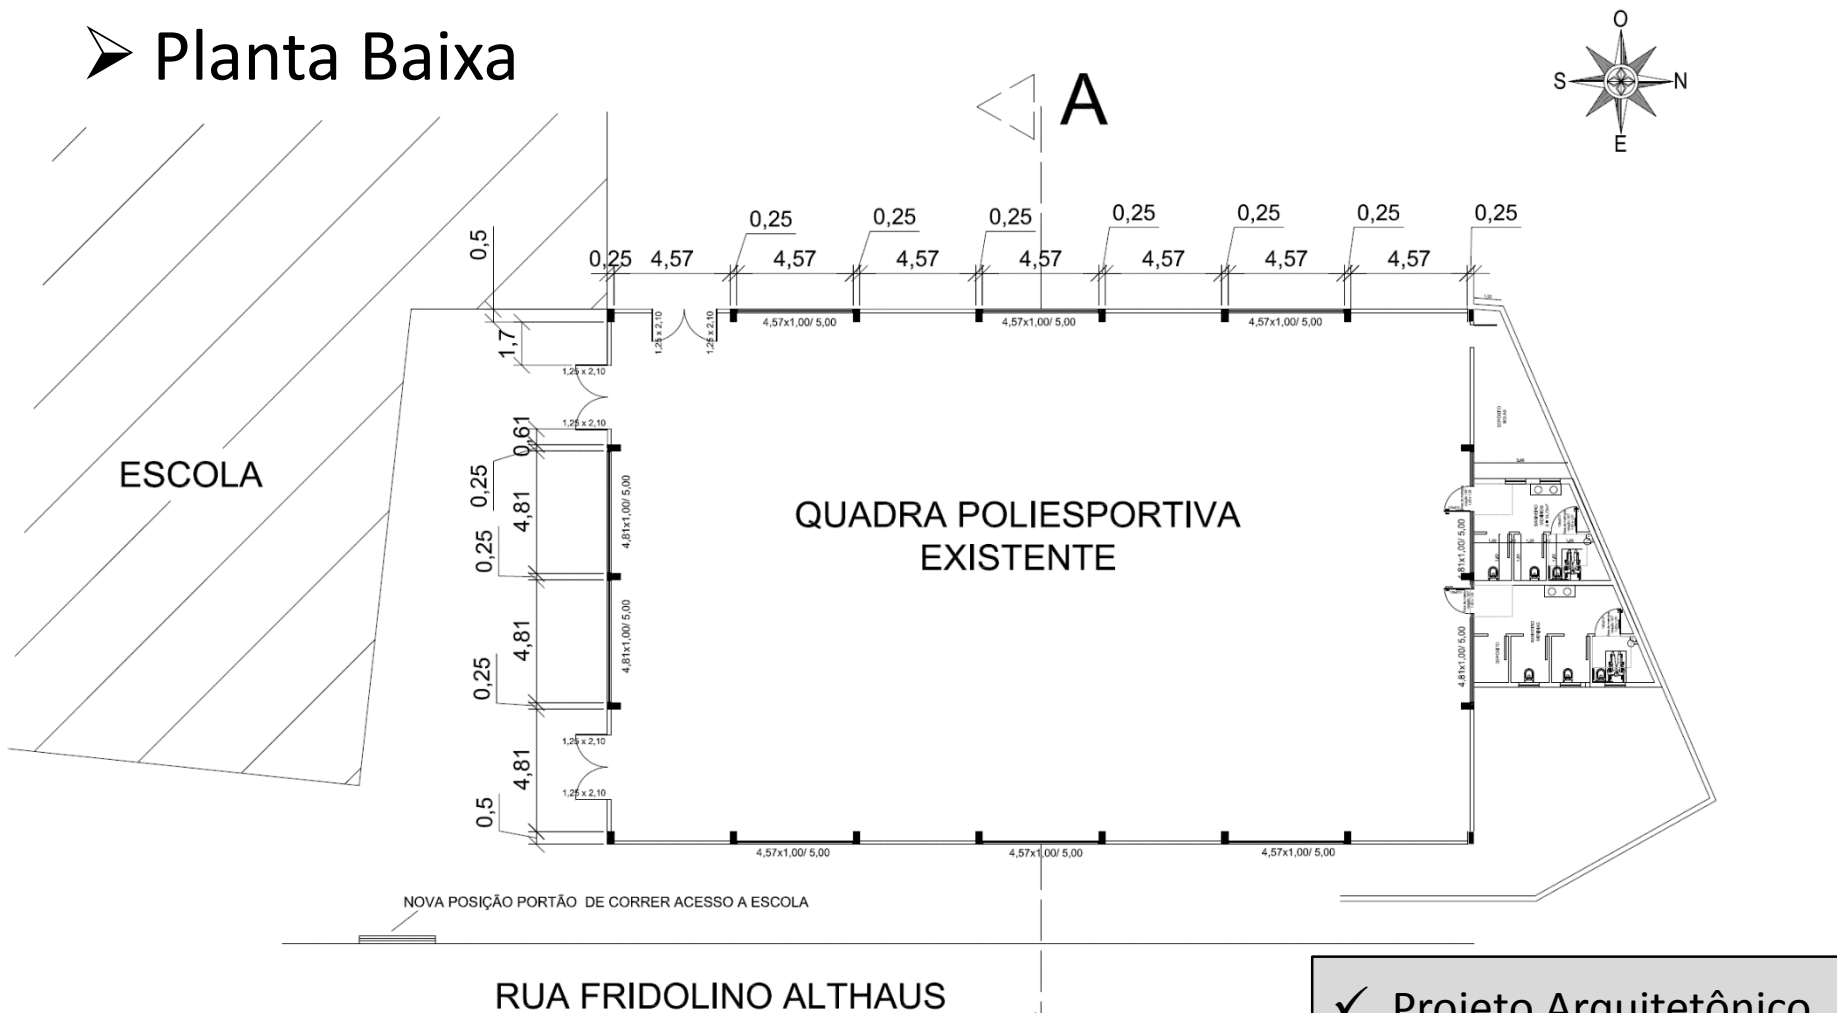 ➢ Planta Baixa
O
S
N
E
A
0,25
0,25
0,25
0,25
0,25
0,25
0,25
0,25
4,57
4,57
4,57
4,57
4,57
4,57
4,57
0,5
1,7
0,61
0,25
4,81
0,25
4,81
0,25
4,81
0,5
1,25 x 2,10
1,25 x 2,10
4,57x1,00/ 5,00
4,57x1,00/ 5,00
4,57x1,00/ 5,00
1,25 x 2,10
1,25 x 2,10
4,81x1,00/ 5,00
4,81x1,00/ 5,00
1,25 x 2,10
1,25 x 2,10
ESCOLA
QUADRA POLIESPORTIVA
EXISTENTE
4,81x1,00/ 5,00
4,81x1,00/ 5,00
DEPÓSITO
4,57x1,00/ 5,00
4,57x1,00/ 5,00
4,57x1,00/ 5,00
NOVA POSIÇÃO PORTÃO DE CORRER ACESSO A ESCOLA
RUA FRIDOLINO ALTHAUS
✓ Projeto Arquitetônico